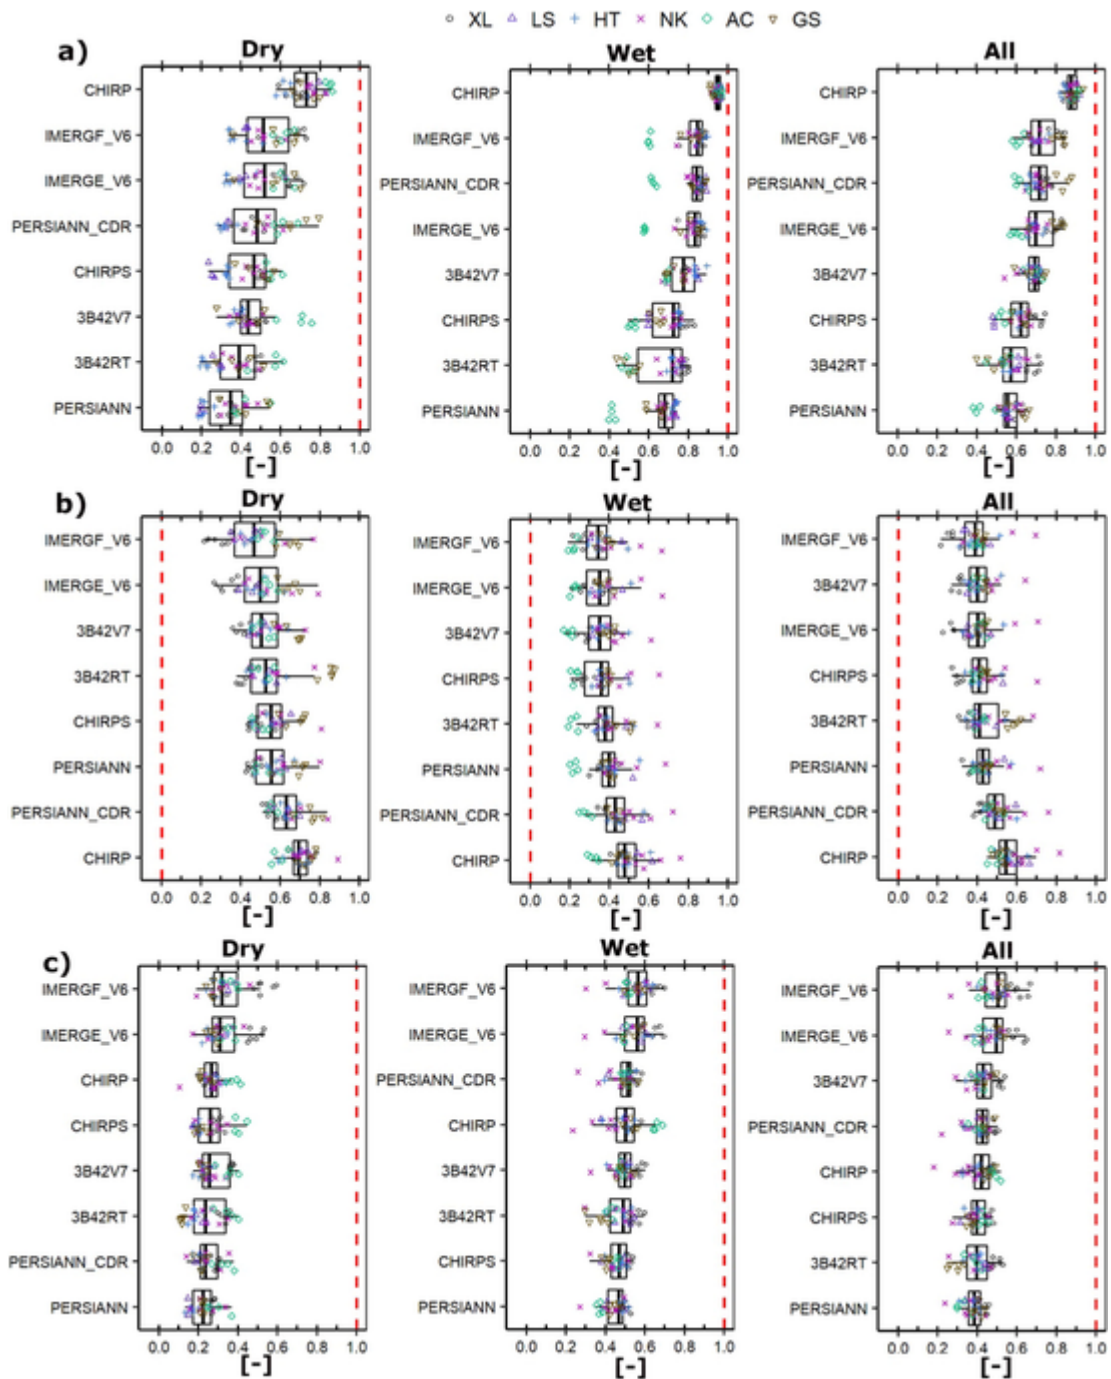 XL LS HT NK AC GS
a) Dry Wet All
CHIRP CHIRP CHIRP
IMERGF_V6 IMERGF_V6 IMERGF_V6
IMERGE_V6 PERSIANN_CDR PERSIANN_CDR
PERSIANN_CDR IMERGE_V6 IMERGE_V6
CHIRPS 3B42V7 3B42V7
3B42V7 CHIRPS CHIRPS
3B42RT 3B42RT 3B42RT
PERSIANN PERSIANN PERSIANN
0.0 0.2 0.4 0.6 0.8 1.0 0.0 0.2 0.4 0.6 0.8 1.0 0.0 0.2 0.4 0.6 0.8 1.0
[-] [-] [-]
b) Dry Wet All
IMERGF_V6 IMERGF_V6 IMERGF_V6
IMERGE_V6 IMERGE_V6 3B42V7
3B42V7 3B42V7 IMERGE_V6
3B42RT CHIRPS CHIRPS
CHIRPS 3B42RT 3B42RT
PERSIANN PERSIANN PERSIANN
PERSIANN_CDR PERSIANN_CDR PERSIANN_CDR
CHIRP CHIRP CHIRP
0.0 0.2 0.4 0.6 0.8 1.0 0.0 0.2 0.4 0.6 0.8 1.0 0.0 0.2 0.4 0.6 0.8 1.0
[-] [-] [-]
c) Dry Wet All
IMERGF_V6 IMERGF_V6 IMERGF_V6
IMERGE_V6 IMERGE_V6 IMERGE_V6
CHIRP PERSIANN_CDR 3B42V7
CHIRPS CHIRP PERSIANN_CDR
3B42V7 3B42V7 CHIRP
3B42RT 3B42RT CHIRPS
PERSIANN_CDR CHIRPS 3B42RT
PERSIANN PERSIANN PERSIANN
0.0 0.2 0.4 0.6 0.8 1.0 0.0 0.2 0.4 0.6 0.8 1.0 0.0 0.2 0.4 0.6 0.8 1.0
[-] [-] [-]